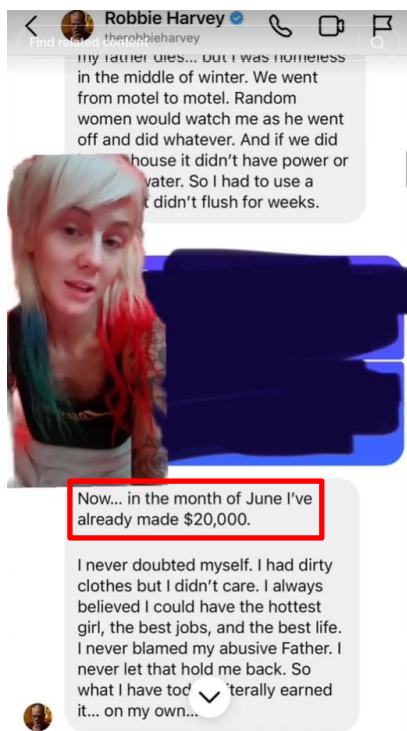 Robbie Harvey
therobbieharvey
Find related content
my father dies... but I was homeless
in the middle of winter. We went
from motel to motel. Random
women would watch me as he went
off and did whatever. And if we did
house it didn't have power or
water. So I had to use a
didn't flush for weeks.
Now... in the month of June I've
already made $20,000.
I never doubted myself. I had dirty
clothes but I didn't care. I always
believed I could have the hottest
girl, the best jobs, and the best life.
I never blamed my abusive Father. I
never let that hold me back. So
what I have literally earned
it... on my own...